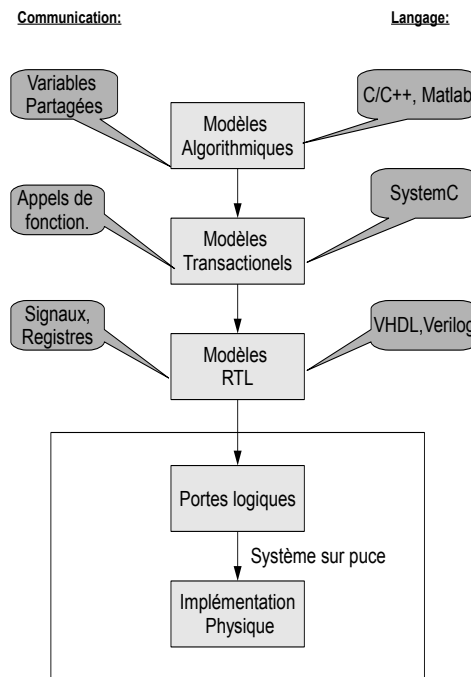 Communication:
Langage:
Variables
Partagées
C/C++, Matlab
Modèles
Algorithmiques
Appels de
fonction.
SystemC
Modèles
Transactionels
Signaux,
Registres
VHDL,Verilog
Modèles
RTL
Portes logiques
Système sur puce
Implémentation
Physique